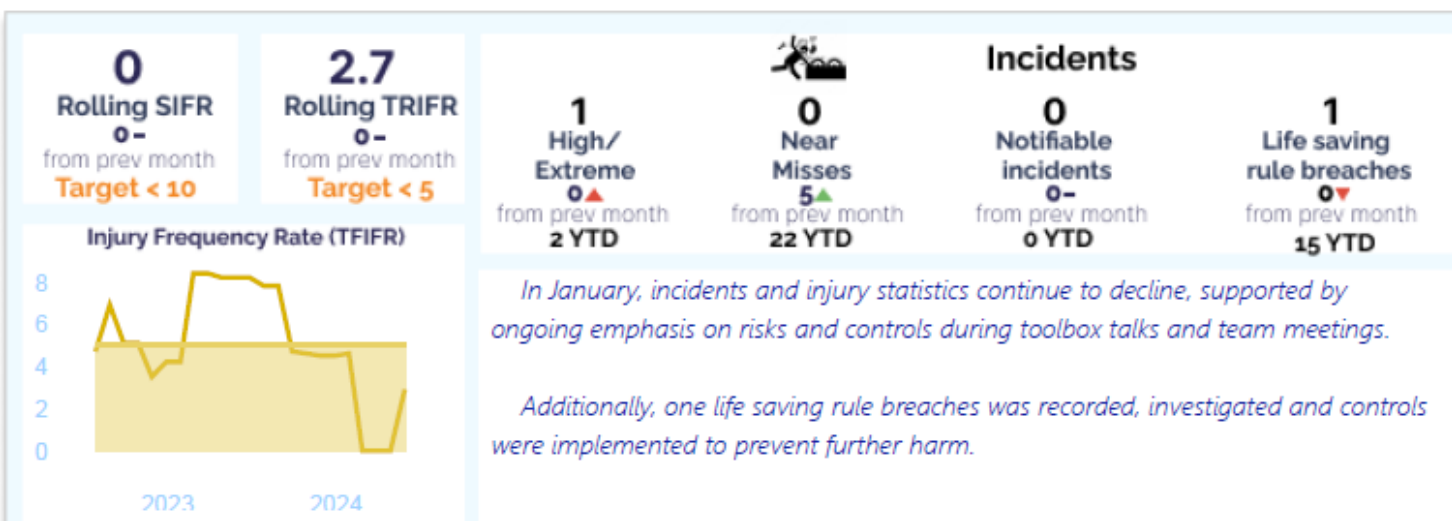 0
Rolling SIFR
0-
from prev month
Target < 10
2.7
Rolling TRIFR
0-
from prev month
Target < 5
Incidents
1
High/
Extreme
0▲
from prev month
2 YTD
0
Near
Misses
5▲
from prev month
22 YTD
0
Notifiable
incidents
0-
from prev month
0 YTD
1
Life saving
rule breaches
0▼
from prev month
15 YTD
Injury Frequency Rate (TFIFR)
8
6
4
2
0
2023
2024
In January, incidents and injury statistics continue to decline, supported by
ongoing emphasis on risks and controls during toolbox talks and team meetings.
Additionally, one life saving rule breaches was recorded, investigated and controls
were implemented to prevent further harm.